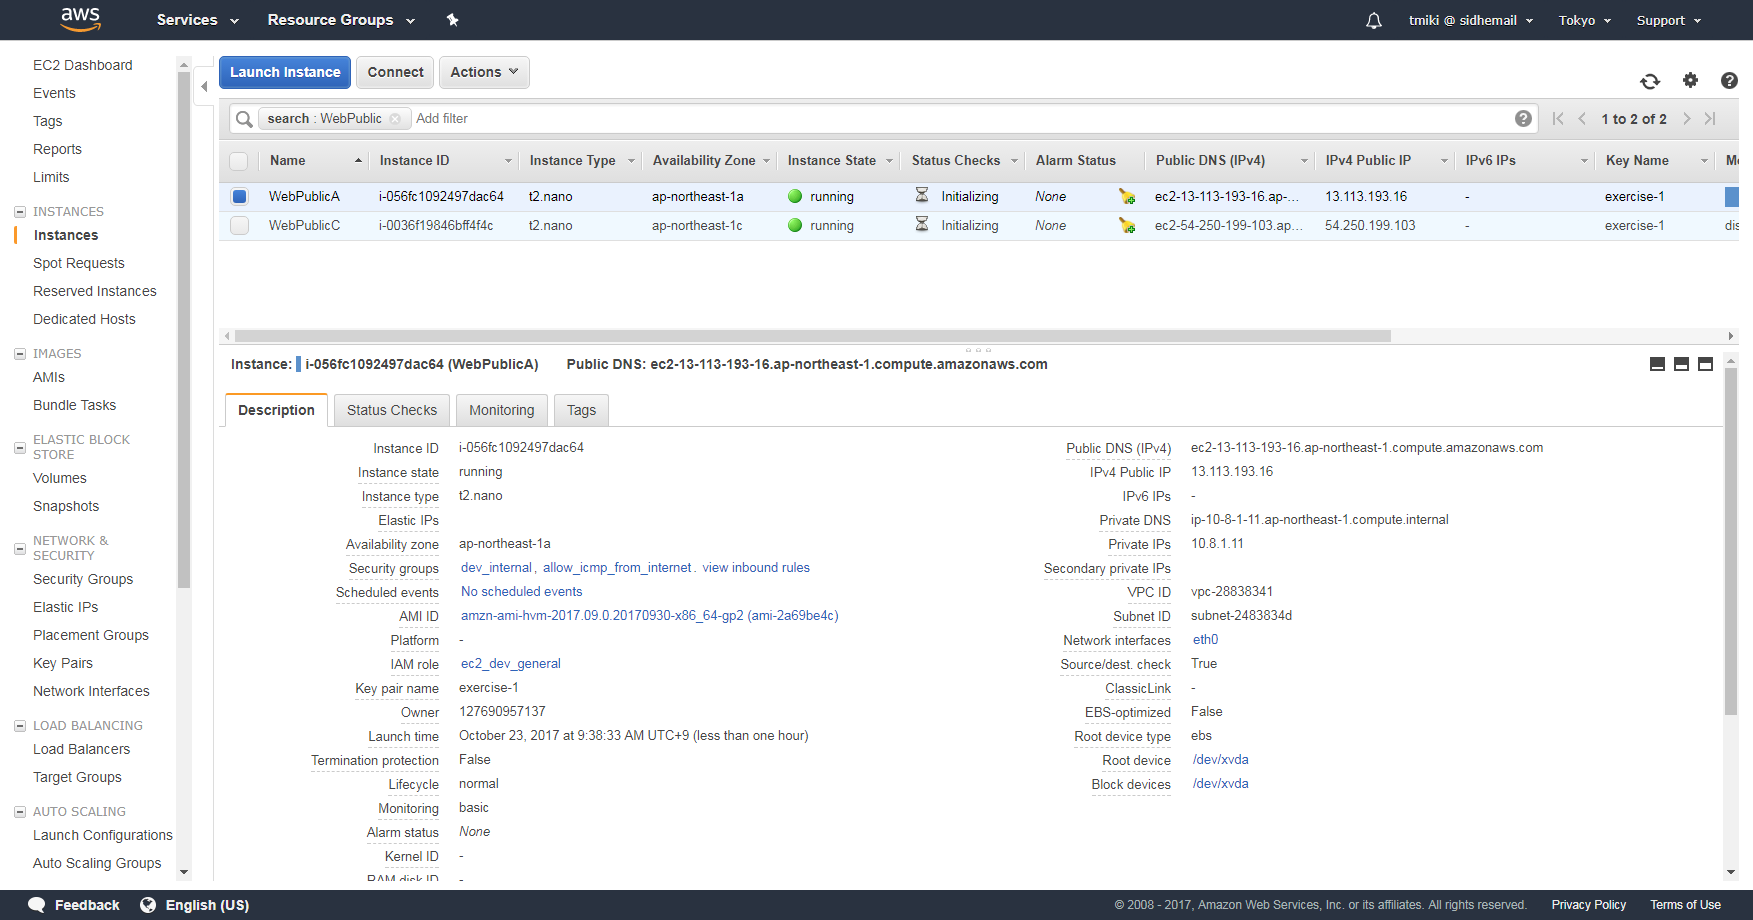 aws Services Resource Groups tmiki @ sidhemail Tokyo Support
EC2 Dashboard
Events
Tags
Reports
Limits
INSTANCES
Instances
Spot Requests
Reserved Instances
Dedicated Hosts
IMAGES
AMIs
Bundle Tasks
ELASTIC BLOCK
STORE
Volumes
Snapshots
NETWORK &
SECURITY
Security Groups
Elastic IPs
Placement Groups
Key Pairs
Network Interfaces
LOAD BALANCING
Load Balancers
Target Groups
AUTO SCALING
Launch Configurations
Auto Scaling Groups
Launch Instance Connect Actions
search : WebPublic Add filter 1 to 2 of 2
Name Instance ID Instance Type Availability Zone Instance State Status Checks Alarm Status Public DNS (IPv4) IPv4 Public IP IPv6 IPs Key Name
WebPublicA i-056fc1092497dac64 t2.nano ap-northeast-1a running Initializing None ec2-13-113-193-16.ap-... 13.113.193.16 - exercise-1
WebPublicC i-0036f19846bff4f4c t2.nano ap-northeast-1c running Initializing None ec2-54-250-199-103.ap... 54.250.199.103 - exercise-1 dis
Instance: i-056fc1092497dac64 (WebPublicA) Public DNS: ec2-13-113-193-16.ap-northeast-1.compute.amazonaws.com
Description Status Checks Monitoring Tags
Instance ID i-056fc1092497dac64
Instance state running
Instance type t2.nano
Elastic IPs
Availability zone ap-northeast-1a
Security groups dev_internal, allow_icmp_from_internet. view inbound rules
Scheduled events No scheduled events
AMI ID amzn-ami-hvm-2017.09.0.20170930-x86_64-gp2 (ami-2a69be4c)
Platform -
IAM role ec2_dev_general
Key pair name exercise-1
Owner 127690957137
Launch time October 23, 2017 at 9:38:33 AM UTC+9 (less than one hour)
Termination protection False
Lifecycle normal
Monitoring basic
Alarm status None
Kernel ID -
RAM disk ID -
Public DNS (IPv4) ec2-13-113-193-16.ap-northeast-1.compute.amazonaws.com
IPv4 Public IP 13.113.193.16
IPv6 IPs -
Private DNS ip-10-8-1-11.ap-northeast-1.compute.internal
Private IPs 10.8.1.11
Secondary private IPs
VPC ID vpc-28838341
Subnet ID subnet-2483834d
Network interfaces eth0
Source/dest. check True
ClassicLink -
EBS-optimized False
Root device type ebs
Root device /dev/xvda
Block devices /dev/xvda
Feedback English (US) © 2008 - 2017, Amazon Web Services, Inc. or its affiliates. All rights reserved. Privacy Policy Terms of Use